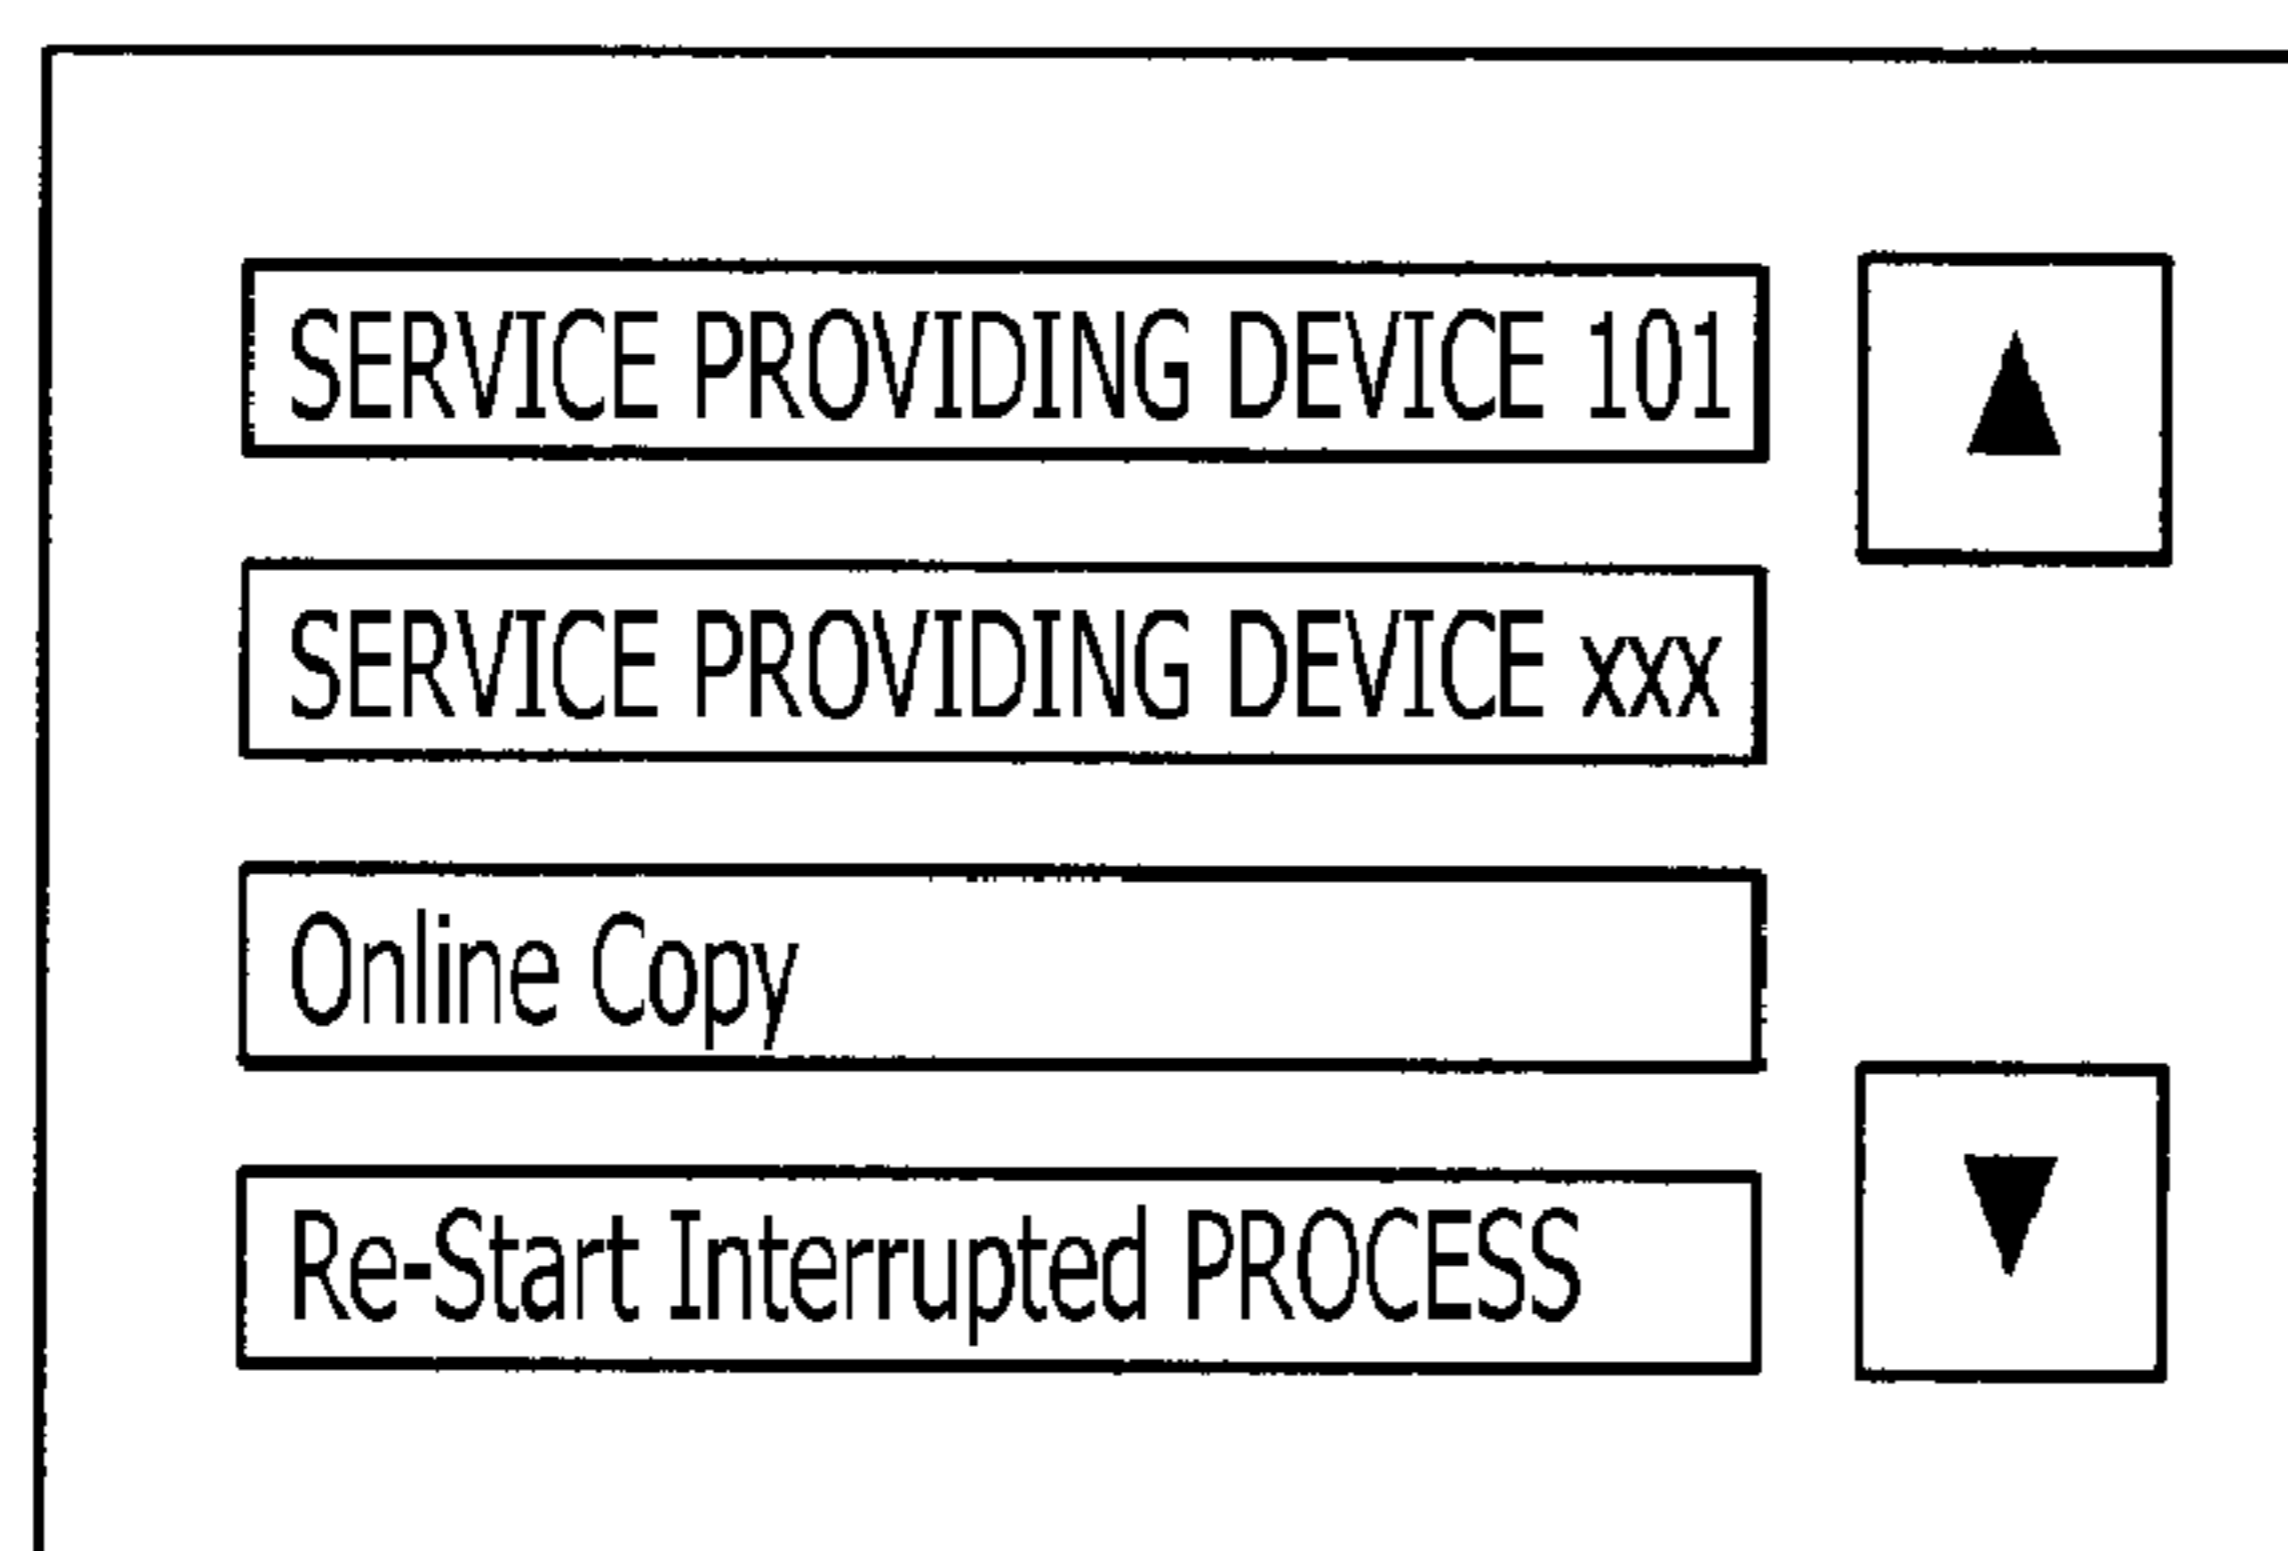 SERVICE PROVIDING DEVICE 101
▲
SERVICE PROVIDING DEVICE xxx
Online Copy
Re-Start Interrupted PROCESS
▼